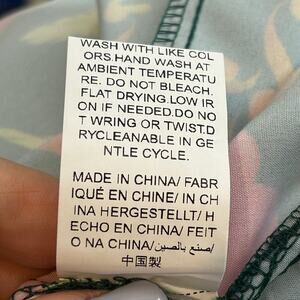 WASH WITH LIKE COL
ORS.HAND WASH AT
AMBIENT TEMPERATU
RE. DO NOT BLEACH.
FLAT DRYING.LOW IR
ON IF NEEDED.DO NO
T WRING OR TWIST.D
RYCLEANABLE IN GE
NTLE CYCLE.
MADE IN CHINA/ FABR
IQUÉ EN CHINE/ IN CH
INA HERGESTELLT/ H
ECHO EN CHINA/ FEIT
O NA CHINA/صنع بالصين/
中国製